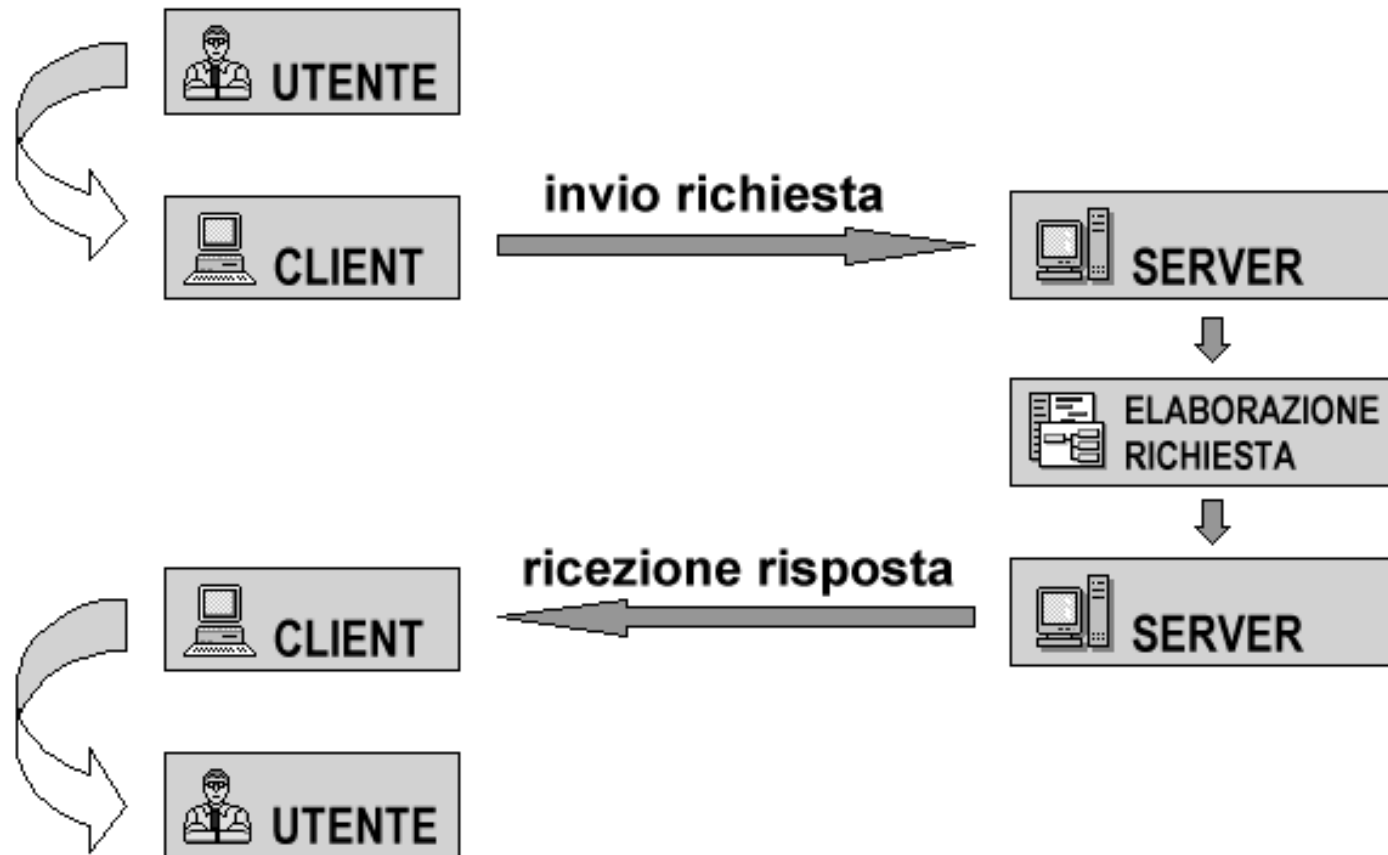 UTENTE
invio richiesta
CLIENT
SERVER
ELABORAZIONE
RICHIESTA
ricezione risposta
CLIENT
SERVER
UTENTE